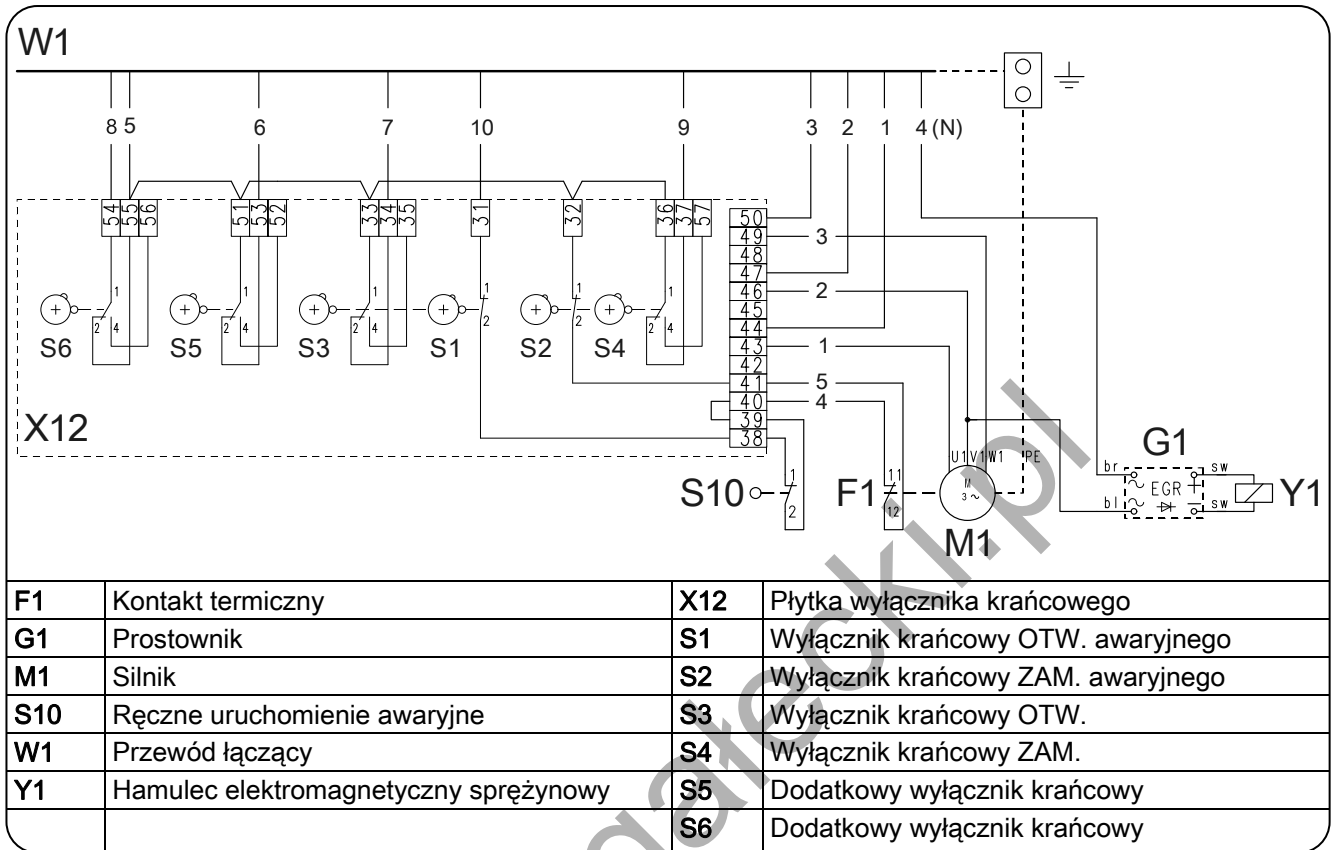 W1
8 5 6 7 10 9 3 2 1 4 (N)
54 55 56 51 53 52 33 34 35 31 32 36 37 57
50
49 3
48
47
46 2
45
44
43 1
42
41 5
40 4
39
38
1 1 1 1 1
2 4 2 4 2 4 2 2 2 4
S6 S5 S3 S1 S2 S4
X12
U1 V1 W1 PE
G1
br sw
~ EGR +
~ −
bl sw
Y1
S10
1
2
F1
11
12
M
3 ~
M1
gałecki.pl
F1 Kontakt termiczny X12 Płytka wyłącznika krańcowego
G1 Prostownik S1 Wyłącznik krańcowy OTW. awaryjnego
M1 Silnik S2 Wyłącznik krańcowy ZAM. awaryjnego
S10 Ręczne uruchomienie awaryjne S3 Wyłącznik krańcowy OTW.
W1 Przewód łączący S4 Wyłącznik krańcowy ZAM.
Y1 Hamulec elektromagnetyczny sprężynowy S5 Dodatkowy wyłącznik krańcowy
S6 Dodatkowy wyłącznik krańcowy